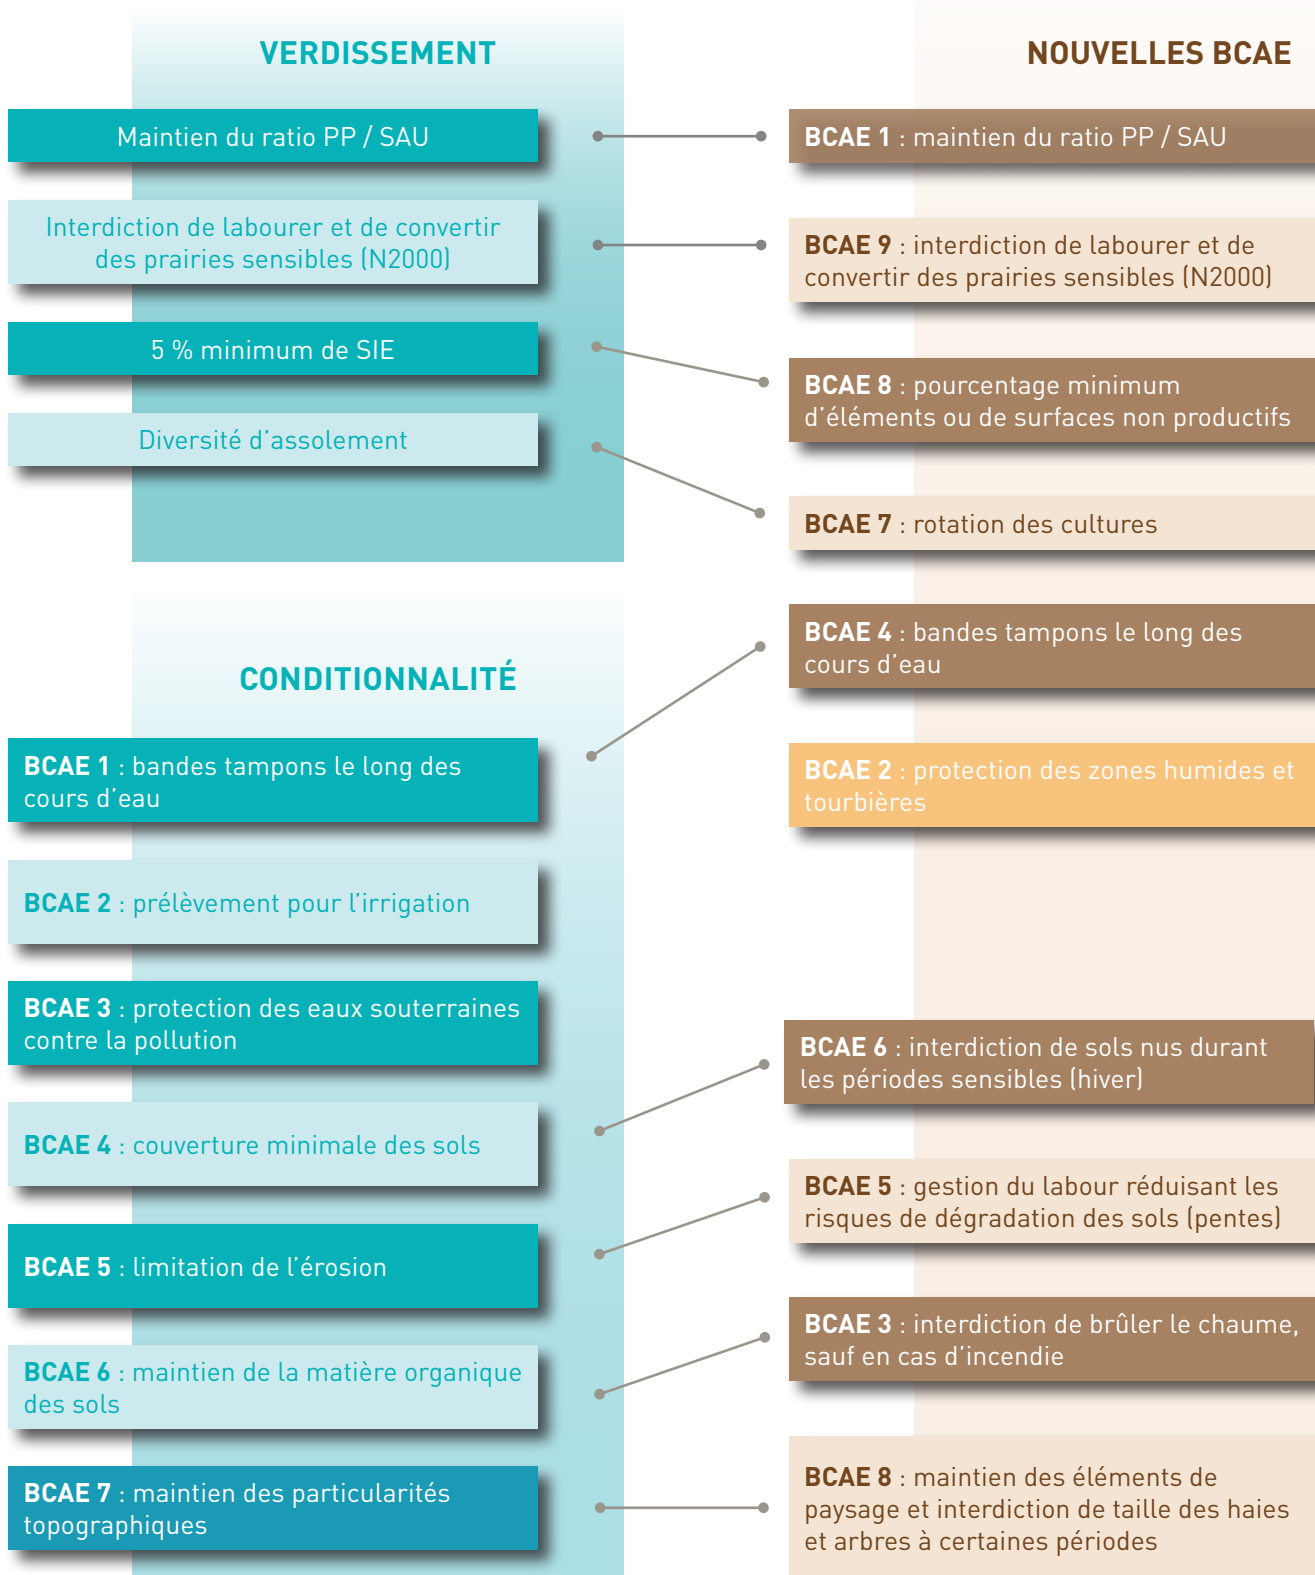 VERDISSEMENT
Maintien du ratio PP / SAU
Interdiction de labourer et de convertir
des prairies sensibles (N2000)
5 % minimum de SIE
Diversité d’assolement
CONDITIONNALITÉ
BCAE 1 : bandes tampons le long des
cours d’eau
BCAE 2 : prélèvement pour l’irrigation
BCAE 3 : protection des eaux souterraines
contre la pollution
BCAE 4 : couverture minimale des sols
BCAE 5 : limitation de l’érosion
BCAE 6 : maintien de la matière organique
des sols
BCAE 7 : maintien des particularités
topographiques
NOUVELLES BCAE
BCAE 1 : maintien du ratio PP / SAU
BCAE 9 : interdiction de labourer et de
convertir des prairies sensibles (N2000)
BCAE 8 : pourcentage minimum
d’éléments ou de surfaces non productifs
BCAE 7 : rotation des cultures
BCAE 4 : bandes tampons le long des
cours d’eau
BCAE 2 : protection des zones humides et
tourbières
BCAE 6 : interdiction de sols nus durant
les périodes sensibles (hiver)
BCAE 5 : gestion du labour réduisant les
risques de dégradation des sols (pentes)
BCAE 3 : interdiction de brûler le chaume,
sauf en cas d’incendie
BCAE 8 : maintien des éléments de
paysage et interdiction de taille des haies
et arbres à certaines périodes